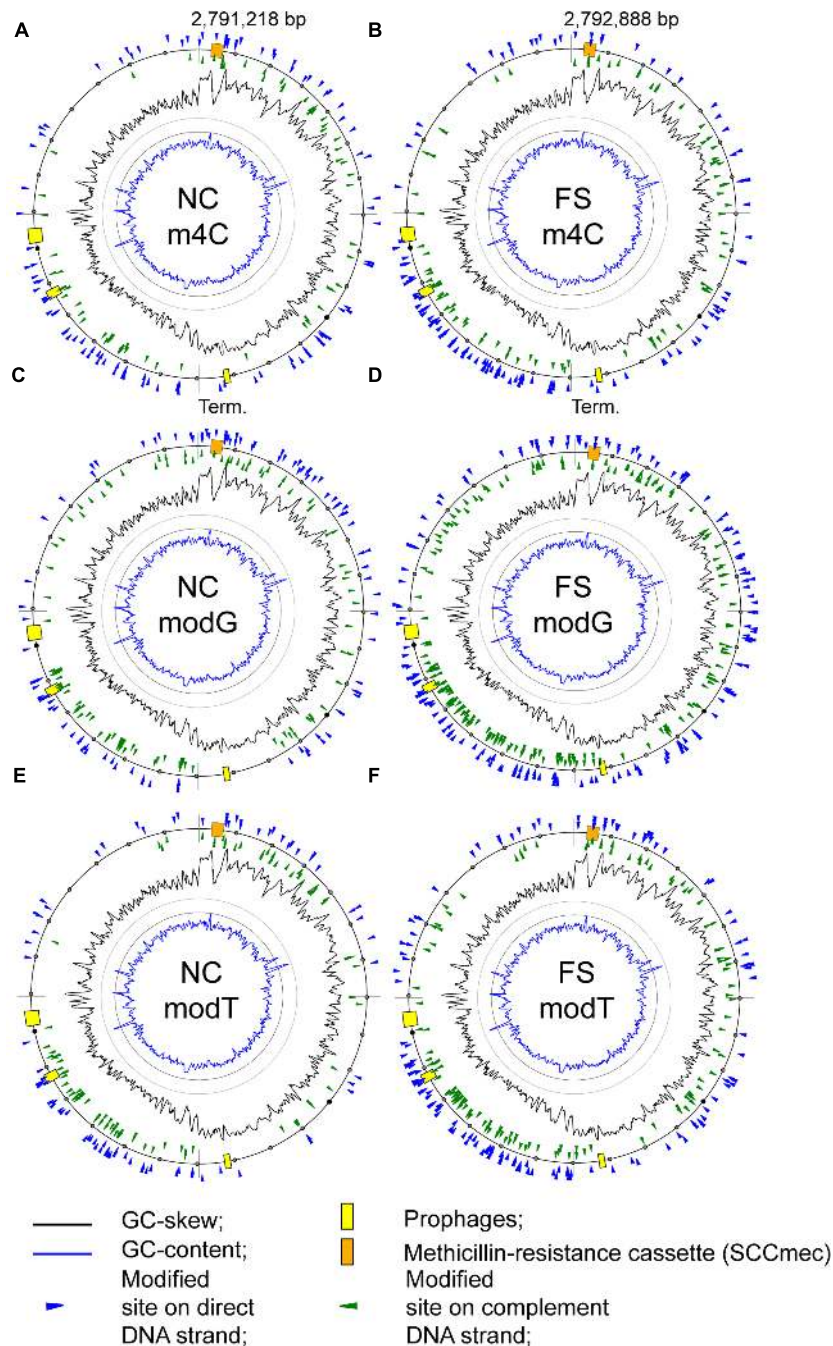 A
2,791,218 bp
B
2,792,888 bp
NC
m4C
FS
m4C
C
Term.
D
Term.
NC
modG
FS
modG
E
F
NC
modT
FS
modT
GC-skew;
GC-content;
Modified
site on direct
DNA strand;
Prophages;
Methicillin-resistance cassette (SCCmec)
Modified
site on complement
DNA strand;